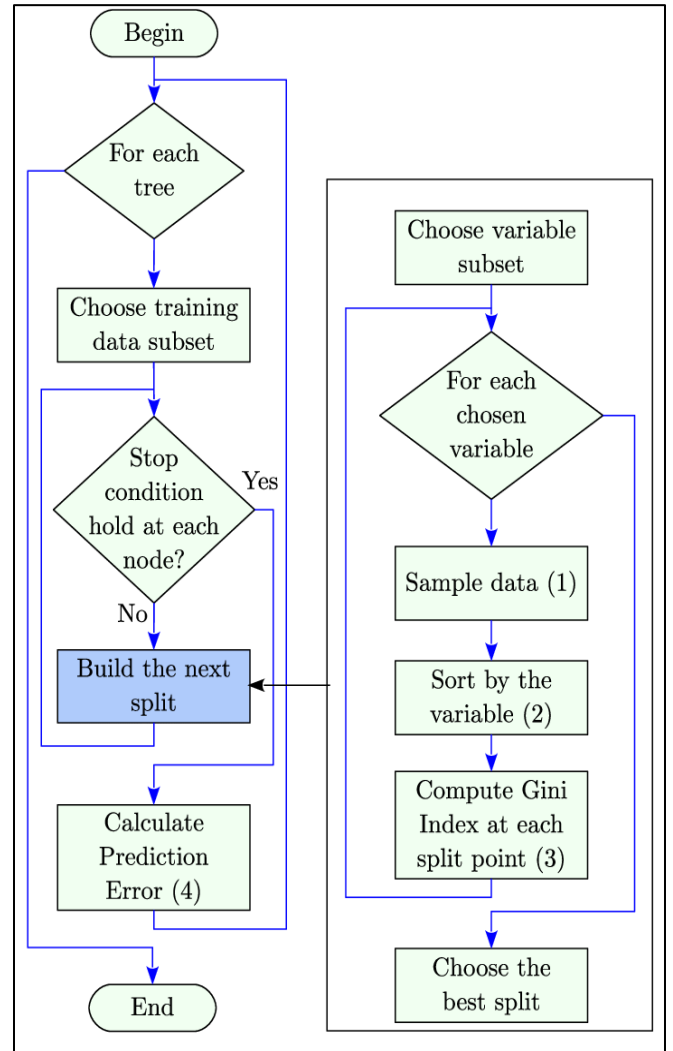 Begin
For each
tree
Choose training
data subset
Stop
condition
hold at each
node?
Yes
No
Build the next
split
Calculate
Prediction
Error (4)
End
Choose variable
subset
For each
chosen
variable
Sample data (1)
Sort by the
variable (2)
Compute Gini
Index at each
split point (3)
Choose the
best split